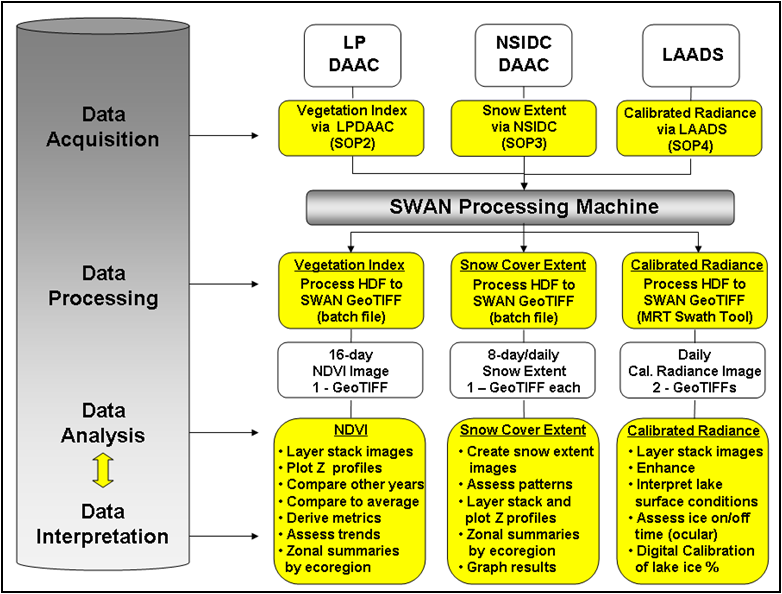 Data
Acquisition
Data
Processing
Data
Analysis
Data
Interpretation
LP
DAAC
NSIDC
DAAC
LAADS
Vegetation Index
via LPDAAC
(SOP2)
Snow Extent
via NSIDC
(SOP3)
Calibrated Radiance
via LAADS
(SOP4)
SWAN Processing Machine
Vegetation Index
Process HDF to
SWAN GeoTIFF
(batch file)
Snow Cover Extent
Process HDF to
SWAN GeoTIFF
(batch file)
Calibrated Radiance
Process HDF to
SWAN GeoTIFF
(MRT Swath Tool)
16-day
NDVI Image
1 - GeoTIFF
8-day/daily
Snow Extent
1 – GeoTIFF each
Daily
Cal. Radiance Image
2 - GeoTIFFs
NDVI
• Layer stack images
• Plot Z profiles
• Compare other years
• Compare to average
• Derive metrics
• Assess trends
• Zonal summaries
by ecoregion
Snow Cover Extent
• Create snow extent
images
• Assess patterns
• Layer stack and
plot Z profiles
• Zonal summaries
by ecoregion
• Graph results
Calibrated Radiance
• Layer stack images
• Enhance
• Interpret lake
surface conditions
• Assess ice on/off
time (ocular)
• Digital Calibration
of lake ice %